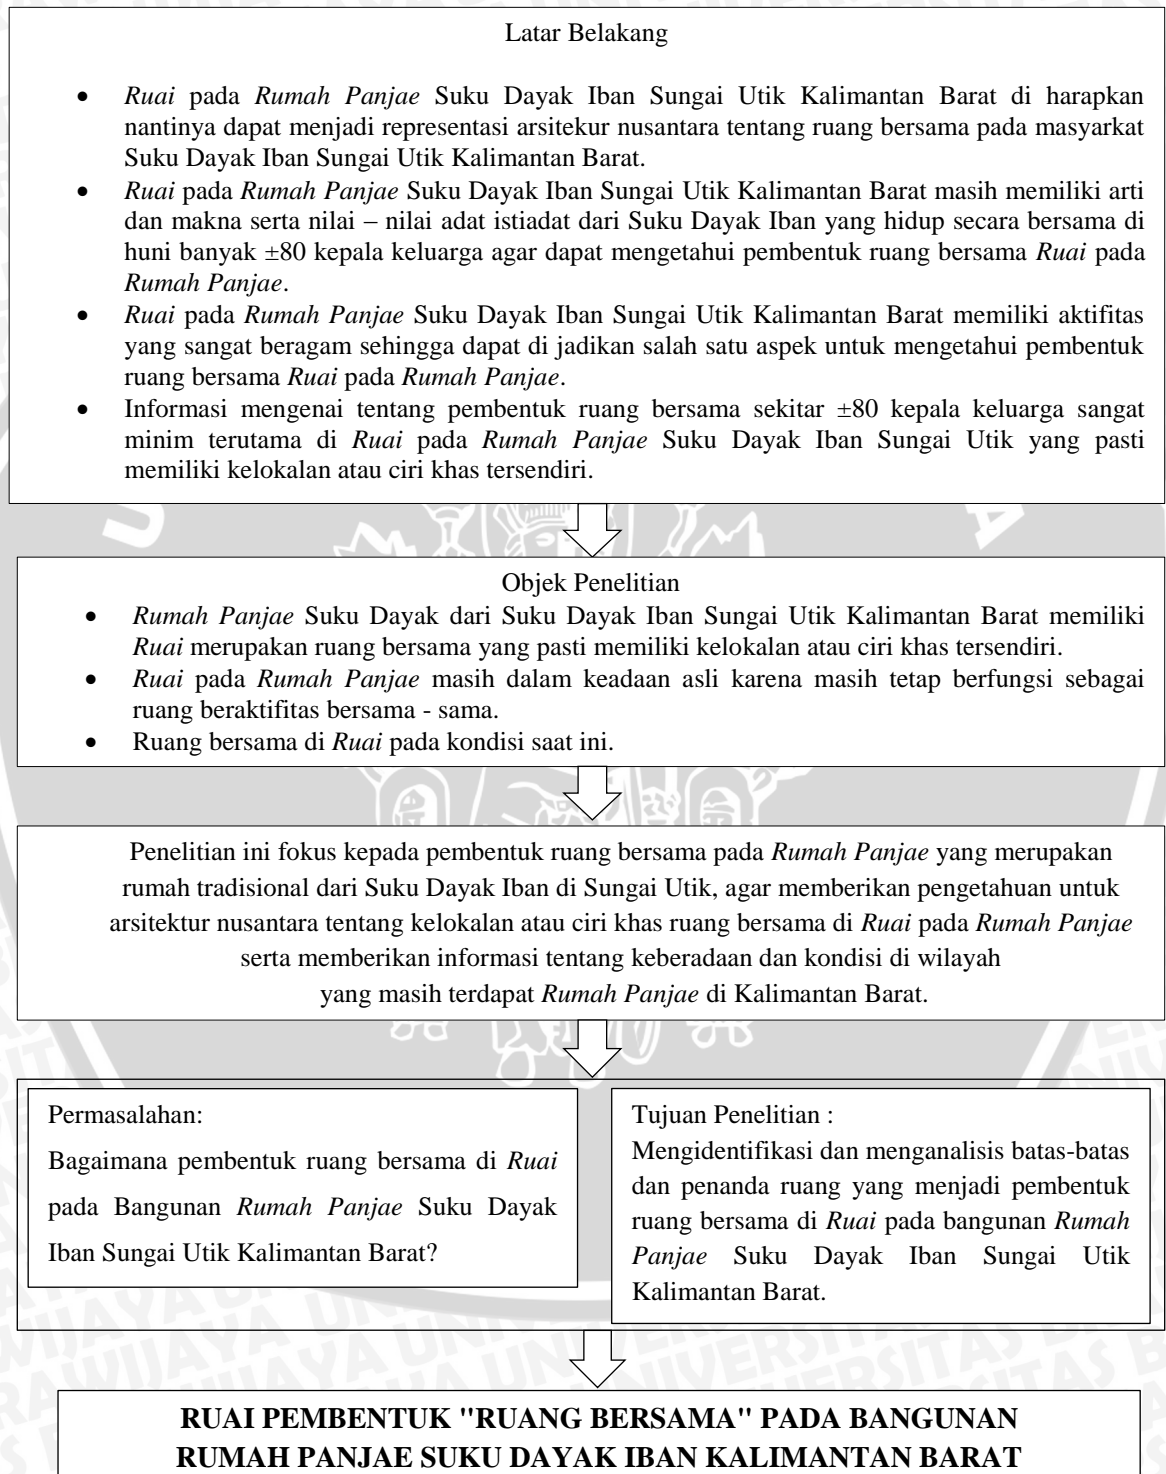 Latar Belakang
• Ruai pada Rumah Panjae Suku Dayak Iban Sungai Utik Kalimantan Barat di harapkan
nantinya dapat menjadi representasi arsitekur nusantara tentang ruang bersama pada masyarkat
Suku Dayak Iban Sungai Utik Kalimantan Barat.
• Ruai pada Rumah Panjae Suku Dayak Iban Sungai Utik Kalimantan Barat masih memiliki arti
dan makna serta nilai – nilai adat istiadat dari Suku Dayak Iban yang hidup secara bersama di
huni banyak ±80 kepala keluarga agar dapat mengetahui pembentuk ruang bersama Ruai pada
Rumah Panjae.
• Ruai pada Rumah Panjae Suku Dayak Iban Sungai Utik Kalimantan Barat memiliki aktifitas
yang sangat beragam sehingga dapat di jadikan salah satu aspek untuk mengetahui pembentuk
ruang bersama Ruai pada Rumah Panjae.
• Informasi mengenai tentang pembentuk ruang bersama sekitar ±80 kepala keluarga sangat
minim terutama di Ruai pada Rumah Panjae Suku Dayak Iban Sungai Utik yang pasti
memiliki kelokalan atau ciri khas tersendiri.
Objek Penelitian
• Rumah Panjae Suku Dayak dari Suku Dayak Iban Sungai Utik Kalimantan Barat memiliki
Ruai merupakan ruang bersama yang pasti memiliki kelokalan atau ciri khas tersendiri.
• Ruai pada Rumah Panjae masih dalam keadaan asli karena masih tetap berfungsi sebagai
ruang beraktifitas bersama - sama.
• Ruang bersama di Ruai pada kondisi saat ini.
Penelitian ini fokus kepada pembentuk ruang bersama pada Rumah Panjae yang merupakan
rumah tradisional dari Suku Dayak Iban di Sungai Utik, agar memberikan pengetahuan untuk
arsitektur nusantara tentang kelokalan atau ciri khas ruang bersama di Ruai pada Rumah Panjae
serta memberikan informasi tentang keberadaan dan kondisi di wilayah
yang masih terdapat Rumah Panjae di Kalimantan Barat.
Permasalahan:
Bagaimana pembentuk ruang bersama di Ruai
pada Bangunan Rumah Panjae Suku Dayak
Iban Sungai Utik Kalimantan Barat?
Tujuan Penelitian :
Mengidentifikasi dan menganalisis batas-batas
dan penanda ruang yang menjadi pembentuk
ruang bersama di Ruai pada bangunan Rumah
Panjae Suku Dayak Iban Sungai Utik
Kalimantan Barat.
RUAI PEMBENTUK "RUANG BERSAMA" PADA BANGUNAN
RUMAH PANJAE SUKU DAYAK IBAN KALIMANTAN BARAT